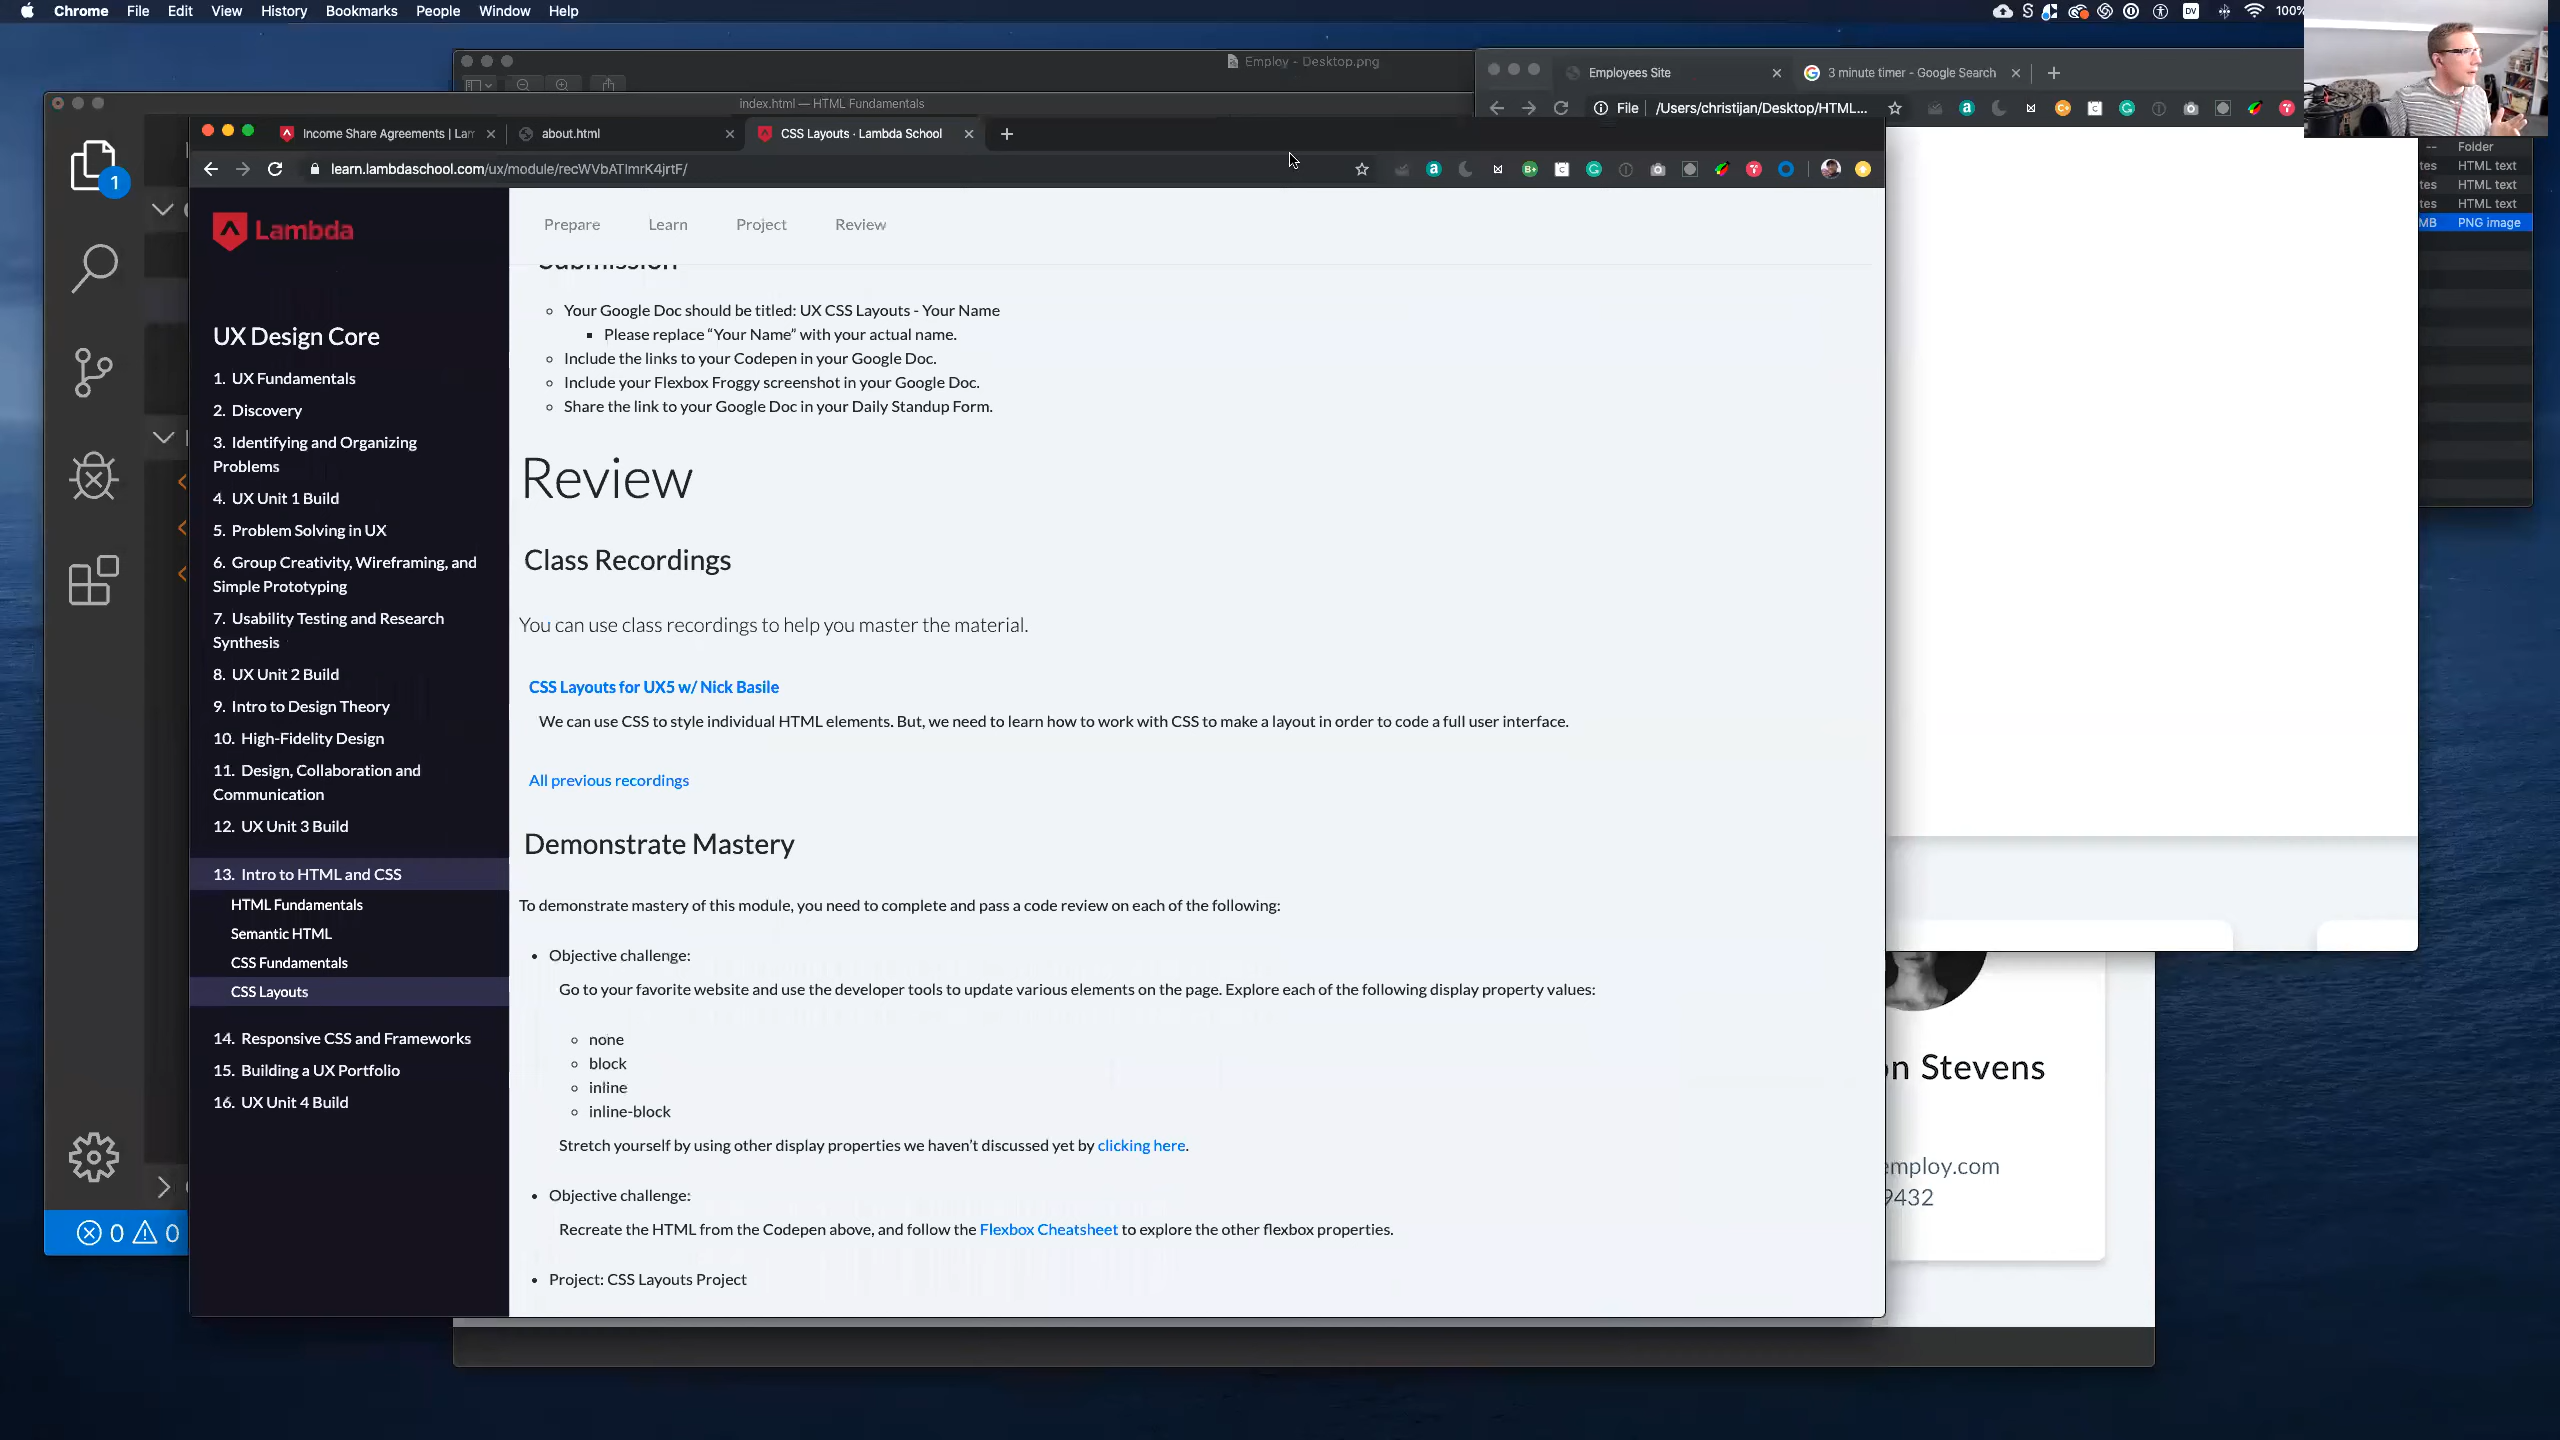 Chrome File Edit View History Bookmarks People Window Help
100%
Employ - Desktop.png
Employees Site
3 minute timer - Google Search
File /Users/christijan/Desktop/HTML...
index.html — HTML Fundamentals
Income Share Agreements | Lam
about.html
CSS Layouts · Lambda School
learn.lambdaschool.com/ux/module/recWVbATlmrK4jrtF/
-- Folder
tes HTML text
tes HTML text
tes HTML text
MB PNG image
1
Lambda
Prepare Learn Project Review
UX Design Core
1. UX Fundamentals
2. Discovery
3. Identifying and Organizing
Problems
4. UX Unit 1 Build
5. Problem Solving in UX
6. Group Creativity, Wireframing, and
Simple Prototyping
7. Usability Testing and Research
Synthesis
8. UX Unit 2 Build
9. Intro to Design Theory
10. High-Fidelity Design
11. Design, Collaboration and
Communication
12. UX Unit 3 Build
13. Intro to HTML and CSS
HTML Fundamentals
Semantic HTML
CSS Fundamentals
CSS Layouts
14. Responsive CSS and Frameworks
15. Building a UX Portfolio
16. UX Unit 4 Build
Submission
Your Google Doc should be titled: UX CSS Layouts - Your Name
Please replace “Your Name” with your actual name.
Include the links to your Codepen in your Google Doc.
Include your Flexbox Froggy screenshot in your Google Doc.
Share the link to your Google Doc in your Daily Standup Form.
Review
Class Recordings
You can use class recordings to help you master the material.
CSS Layouts for UX5 w/ Nick Basile
We can use CSS to style individual HTML elements. But, we need to learn how to work with CSS to make a layout in order to code a full user interface.
All previous recordings
Demonstrate Mastery
To demonstrate mastery of this module, you need to complete and pass a code review on each of the following:
Objective challenge:
Go to your favorite website and use the developer tools to update various elements on the page. Explore each of the following display property values:
none
block
inline
inline-block
Stretch yourself by using other display properties we haven’t discussed yet by clicking here.
Objective challenge:
Recreate the HTML from the Codepen above, and follow the Flexbox Cheatsheet to explore the other flexbox properties.
Project: CSS Layouts Project
on Stevens
employ.com
9432
0 0